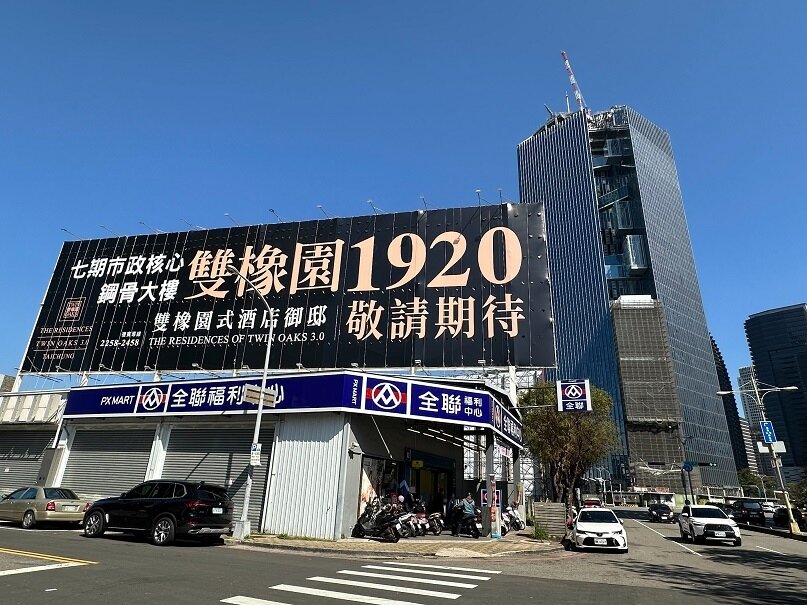 七期市政核心
鋼骨大樓
雙橡園1920
雙橡園式酒店御邸
敬請期待
THE RESIDENCES
TWIN OAKS 3.0
TAICHUNG
2258-2458
THE RESIDENCES OF TWIN OAKS 3.0
PX MART
全聯福利中心
PX MART
全聯
福利
中心
全聯